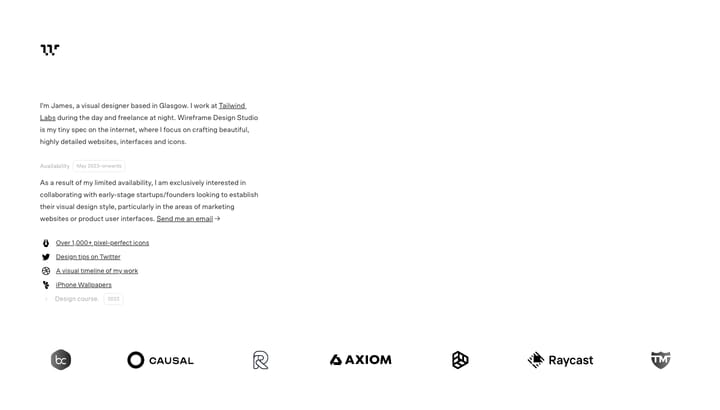 I'm James, a visual designer based in Glasgow. I work at Tailwind
Labs during the day and freelance at night. Wireframe Design Studio
is my tiny spec on the internet, where I focus on crafting beautiful,
highly detailed websites, interfaces and icons.
Availability May 2023–onwards
As a result of my limited availability, I am exclusively interested in
collaborating with early-stage startups/founders looking to establish
their visual design style, particularly in the areas of marketing
websites or product user interfaces. Send me an email →
Over 1,000+ pixel-perfect icons
Design tips on Twitter
A visual timeline of my work
iPhone Wallpapers
Design course 2023
bc CAUSAL R AXIOM Raycast TM